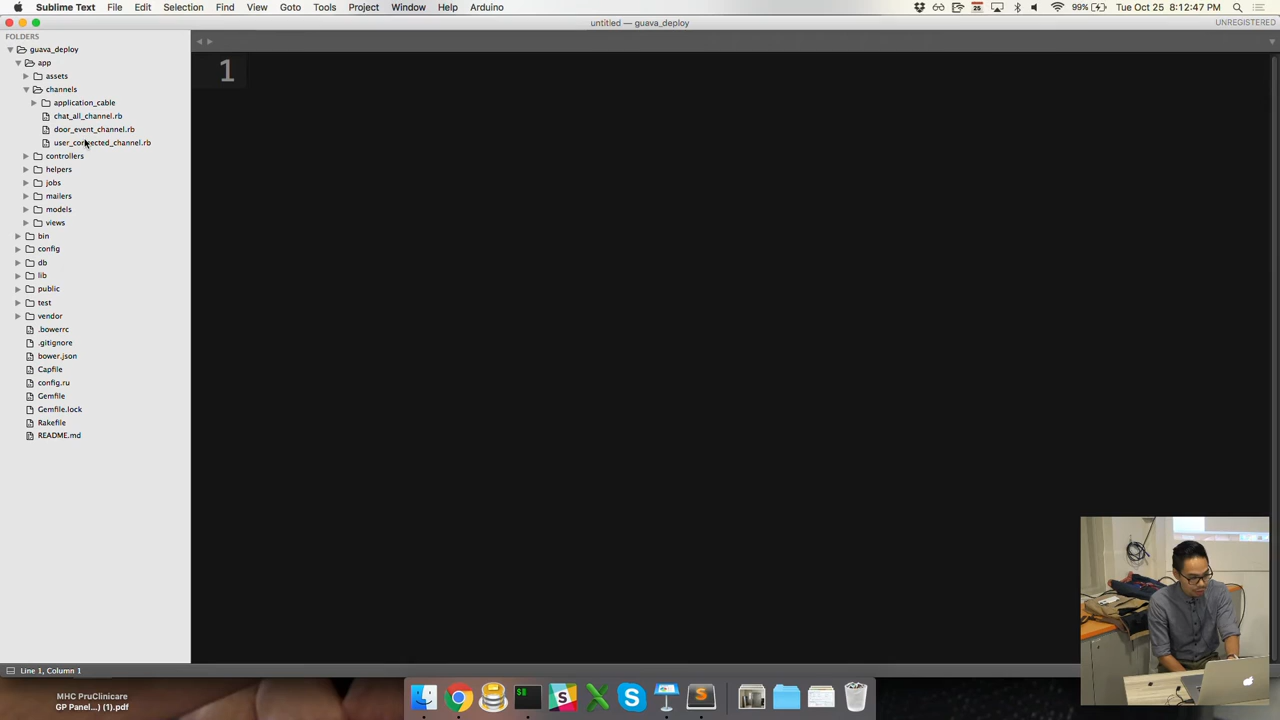 Sublime Text File Edit Selection Find View Goto Tools Project Window Help Arduino
25 99% Tue Oct 25 8:12:47 PM
untitled — guava_deploy
UNREGISTERED
FOLDERS
guava_deploy
app
assets
channels
application_cable
chat_all_channel.rb
door_event_channel.rb
user_connected_channel.rb
controllers
helpers
jobs
mailers
models
views
bin
config
db
lib
public
test
vendor
.bowerrc
.gitignore
bower.json
Capfile
config.ru
Gemfile
Gemfile.lock
Rakefile
README.md
1
Line 1, Column 1
MHC PruClinicare
GP Panel...) (1).pdf